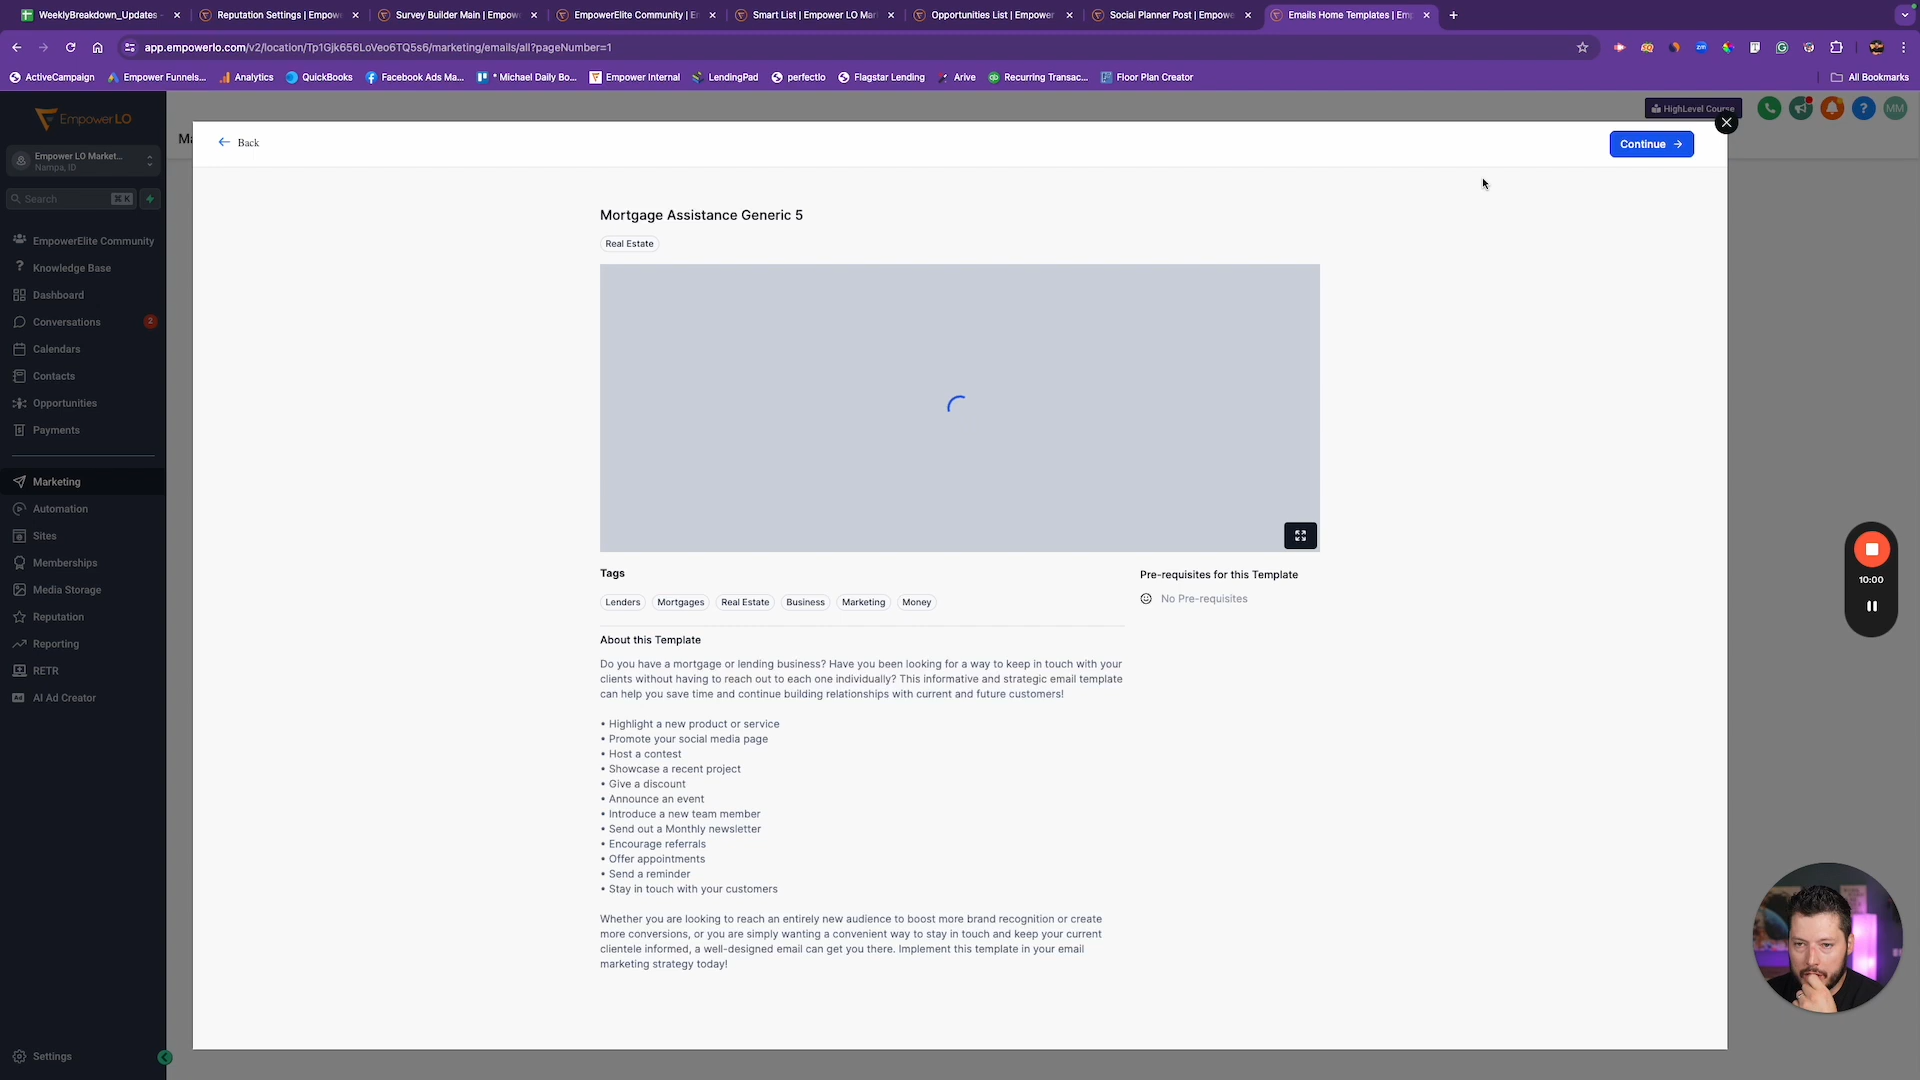 WeeklyBreakdown_Updates
Reputation Settings | Empow
Survey Builder Main | Empow
EmpowerElite Community | E
Smart List | Empower LO Mar
Opportunities List | Empower
Social Planner Post | Empowe
Emails Home Templates | Em
app.empowerlo.com/v2/location/Tp1Gjk656LoVeo6TQ5s6/marketing/emails/all?pageNumber=1
ActiveCampaign
Empower Funnels...
Analytics
QuickBooks
Facebook Ads Ma...
* Michael Daily Bo...
Empower Internal
LendingPad
perfectlo
Flagstar Lending
Arive
Recurring Transac...
Floor Plan Creator
All Bookmarks
EmpowerLO
HighLevel Course
MM
Empower LO Market...
Nampa, ID
Search
⌘ K
Back
Continue
EmpowerElite Community
Knowledge Base
Dashboard
Conversations
2
Calendars
Contacts
Opportunities
Payments
Marketing
Automation
Sites
Memberships
Media Storage
Reputation
Reporting
RETR
AI Ad Creator
Settings
Mortgage Assistance Generic 5
Real Estate
Tags
Lenders
Mortgages
Real Estate
Business
Marketing
Money
Pre-requisites for this Template
No Pre-requisites
About this Template
Do you have a mortgage or lending business? Have you been looking for a way to keep in touch with your
clients without having to reach out to each one individually? This informative and strategic email template
can help you save time and continue building relationships with current and future customers!
• Highlight a new product or service
• Promote your social media page
• Host a contest
• Showcase a recent project
• Give a discount
• Announce an event
• Introduce a new team member
• Send out a Monthly newsletter
• Encourage referrals
• Offer appointments
• Send a reminder
• Stay in touch with your customers
Whether you are looking to reach an entirely new audience to boost more brand recognition or create
more conversions, or you are simply wanting a convenient way to stay in touch and keep your current
clientele informed, a well-designed email can get you there. Implement this template in your email
marketing strategy today!
10:00